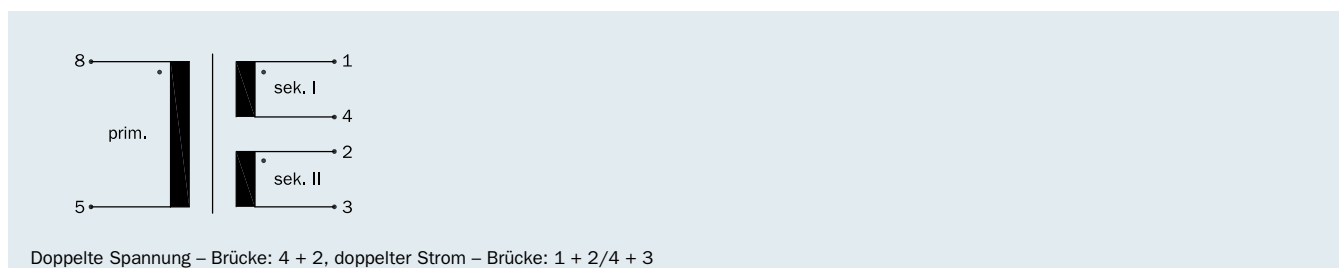 8
1
sek. I
4
prim.
2
sek. II
5
3
Doppelte Spannung – Brücke: 4 + 2, doppelter Strom – Brücke: 1 + 2/4 + 3